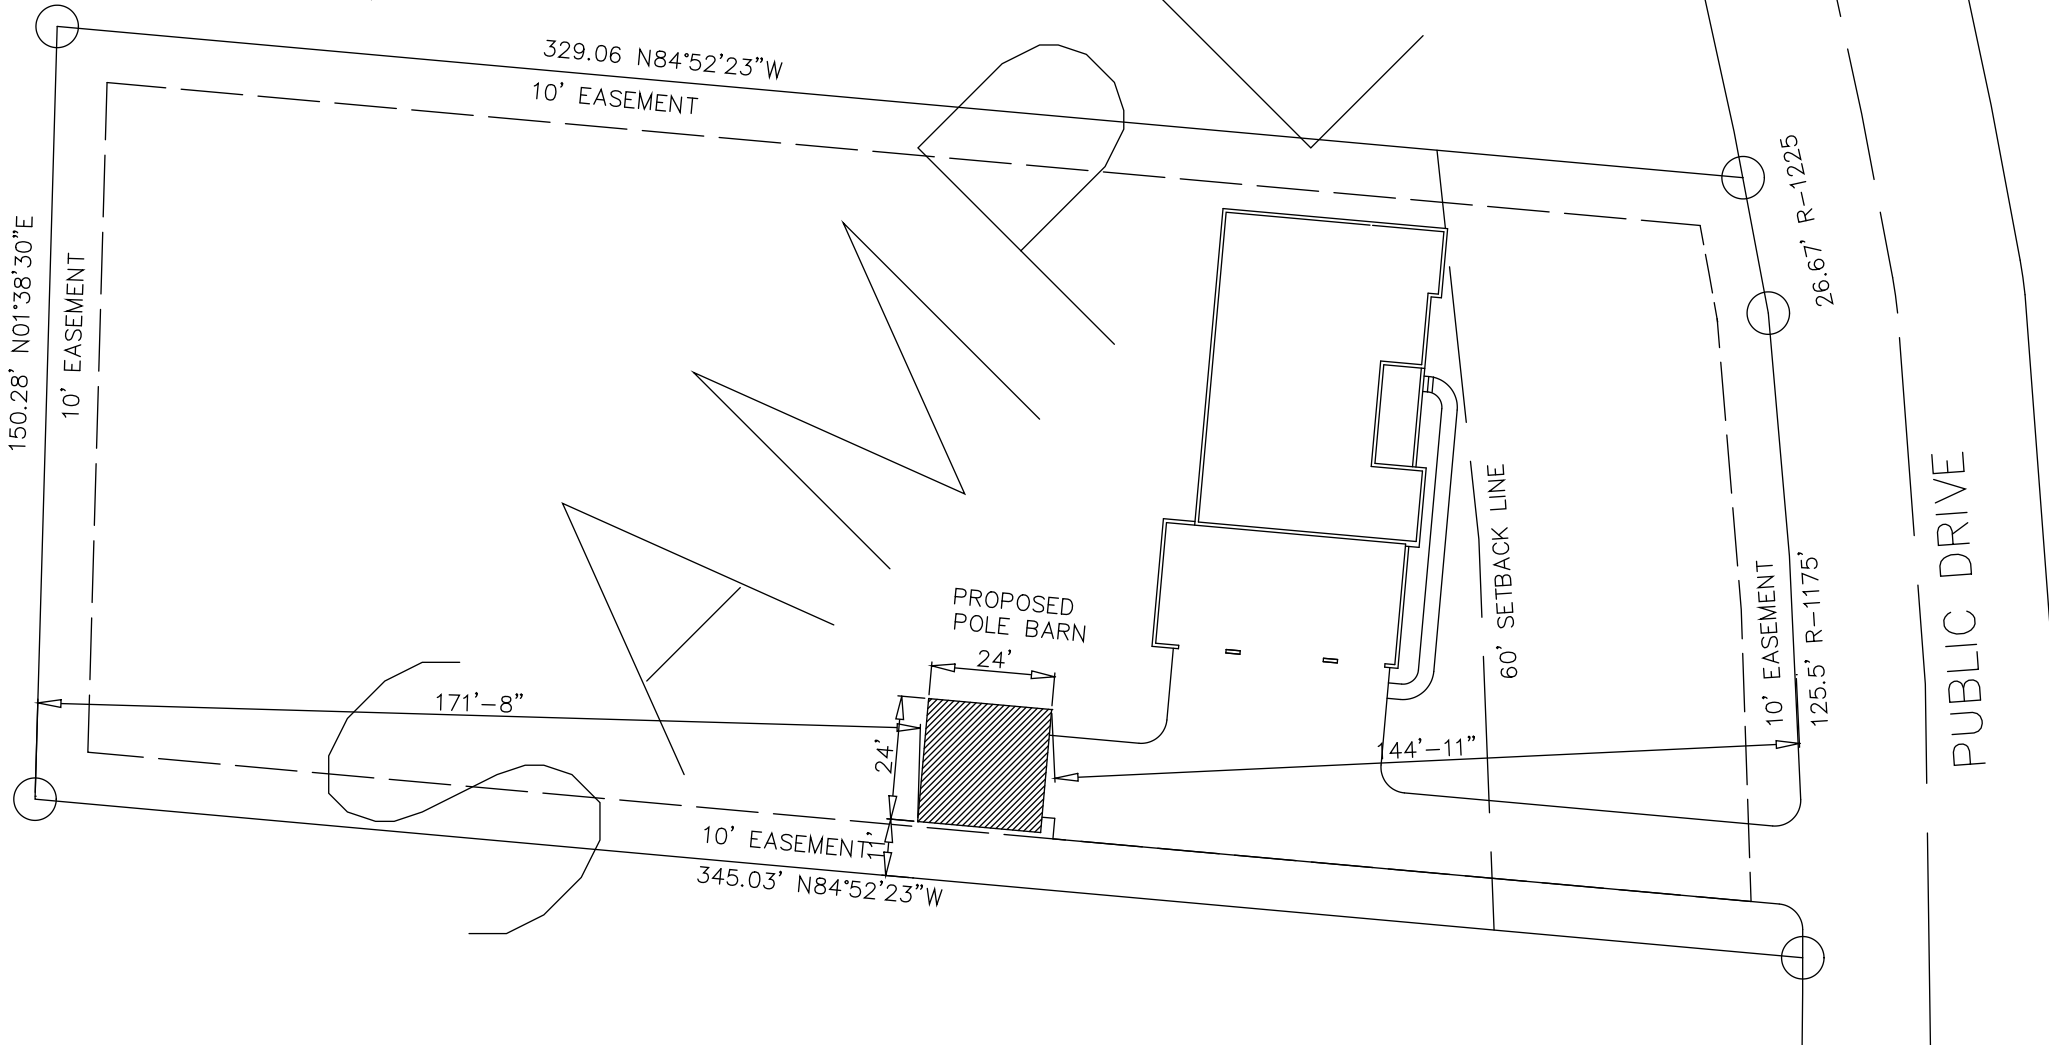 329.06 N84°52'23"W
10' EASEMENT
26.67' R-1225
150.28' N01°38'30"E
10' EASEMENT
SAMPLE
60' SETBACK LINE
PUBLIC DRIVE
10' EASEMENT
125.5' R-1175'
PROPOSED
POLE BARN
24'
171'-8"
24'
144'-11"
10' EASEMENT
11'
345.03' N84°52'23"W